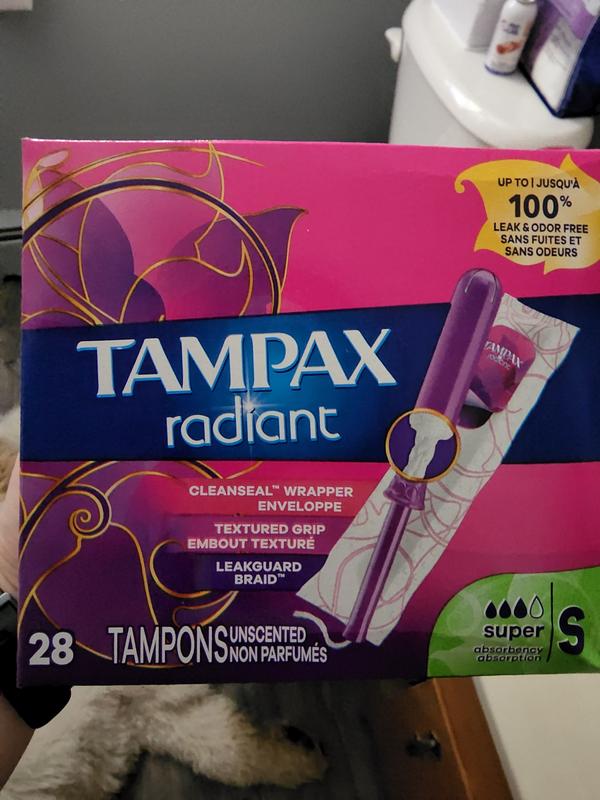 UP TO | JUSQU'À
100%
LEAK & ODOR FREE
SANS FUITES ET
SANS ODEURS
TAMPAX
radiant
TAMPAX
radiant
CLEANSEAL™ WRAPPER
ENVELOPPE
TEXTURED GRIP
EMBOUT TEXTURÉ
LEAKGUARD
BRAID™
28 TAMPONS UNSCENTED
NON PARFUMÉS
super
absorbency
absorption
S